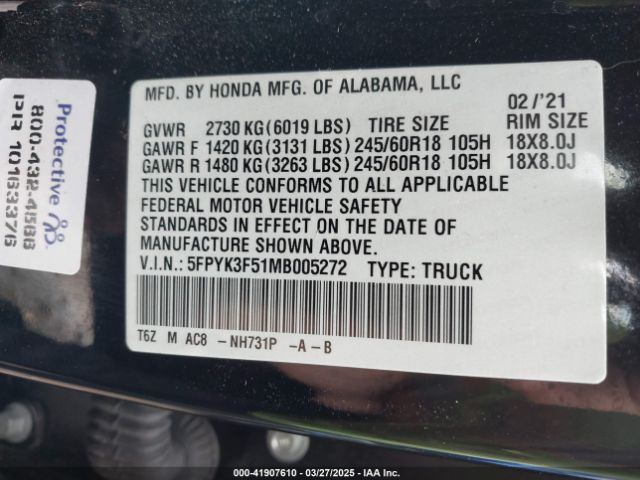 MFD. BY HONDA MFG. OF ALABAMA, LLC
02 /'21
GVWR 2730 KG(6019 LBS) TIRE SIZE RIM SIZE
GAWR F 1420 KG(3131 LBS) 245/60R18 105H 18X8.0J
GAWR R 1480 KG(3263 LBS) 245/60R18 105H 18X8.0J
THIS VEHICLE CONFORMS TO ALL APPLICABLE
FEDERAL MOTOR VEHICLE SAFETY
STANDARDS IN EFFECT ON THE DATE OF
MANUFACTURE SHOWN ABOVE.
V.I.N.: 5FPYK3F51MB005272 TYPE: TRUCK
T6Z M AC8 - NH731P - A - B
Protective
800-432-4586
PR 10163376
000-41907610 • 03/27/2025 • IAA Inc.